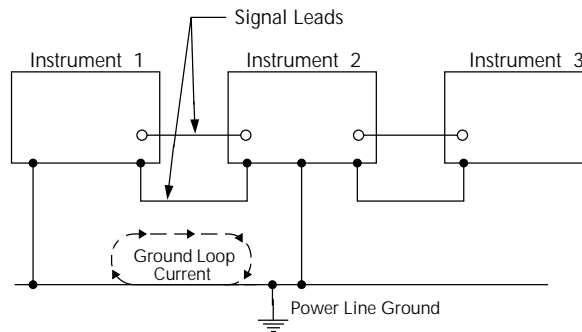 Signal Leads
Instrument 1
Instrument 2
Instrument 3
Ground Loop
Current
Power Line Ground